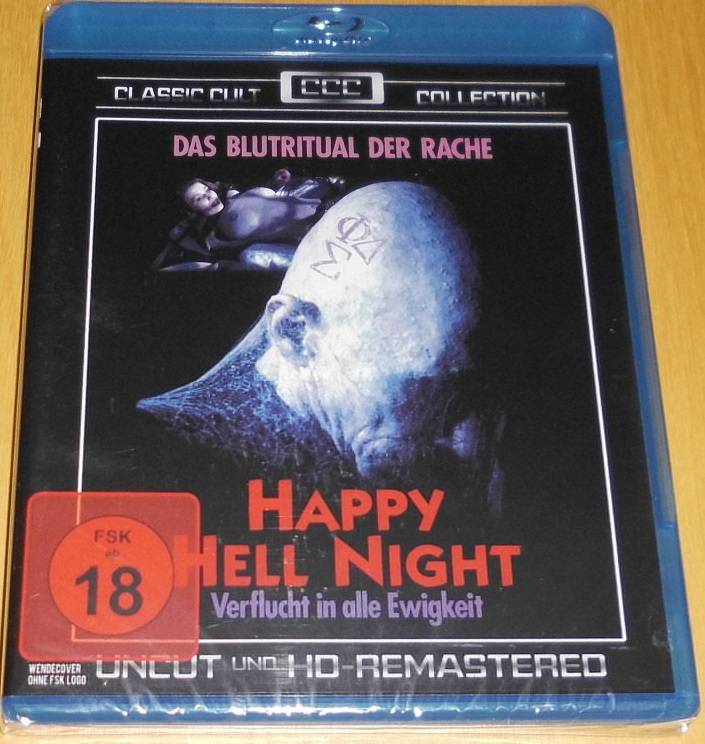 CLASSIC CULT CCC COLLECTION
DAS BLUTRITUAL DER RACHE
ΣΦΔ
HAPPY
HELL NIGHT
Verflucht in alle Ewigkeit
FSK
ab
18
WENDECOVER
OHNE FSK LOGO
UNCUT UND HD-REMASTERED